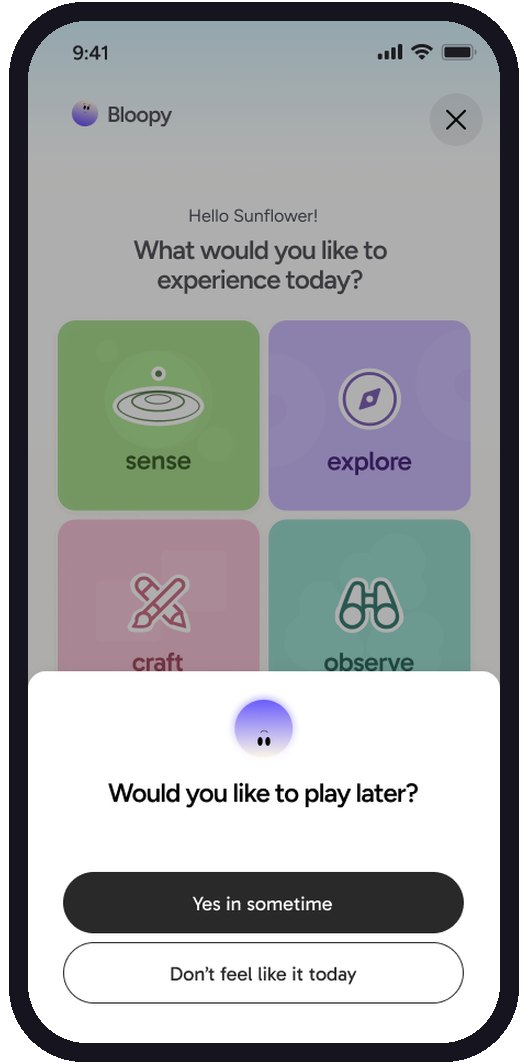 9:41
Bloopy
Hello Sunflower!
What would you like to
experience today?
sense
explore
craft
observe
Would you like to play later?
Yes in sometime
Don’t feel like it today